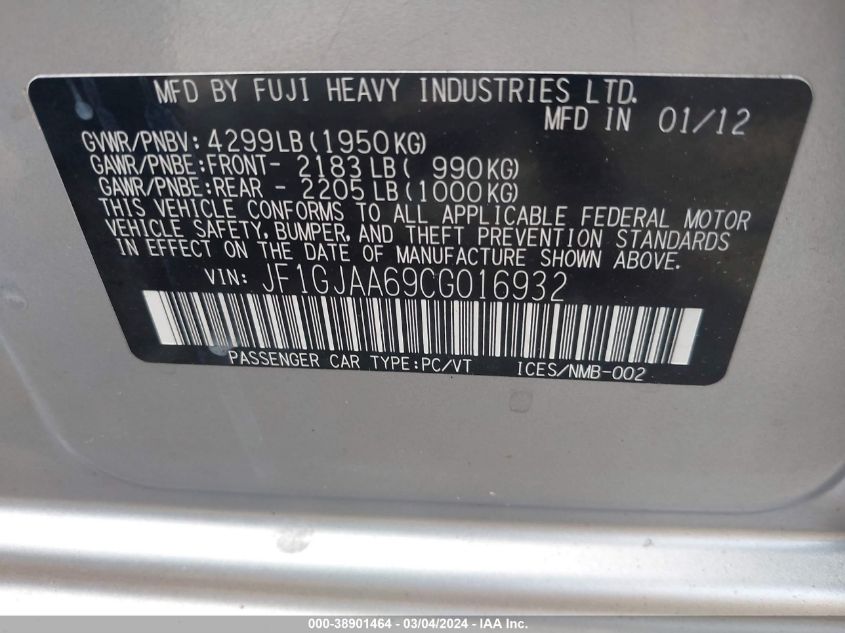 MFD BY FUJI HEAVY INDUSTRIES LTD.
MFD IN 01/12
GVWR/PNBV: 4299LB(1950KG)
GAWR/PNBE:FRONT- 2183LB( 990KG)
GAWR/PNBE:REAR - 2205LB(1000KG)
THIS VEHICLE CONFORMS TO ALL APPLICABLE FEDERAL MOTOR
VEHICLE SAFETY, BUMPER, AND THEFT PREVENTION STANDARDS
IN EFFECT ON THE DATE OF MANUFACTURE SHOWN ABOVE.
VIN: JF1GJAA69CG016932
PASSENGER CAR TYPE:PC/VT ICES/NMB-002
000-38901464 - 03/04/2024 - IAA Inc.